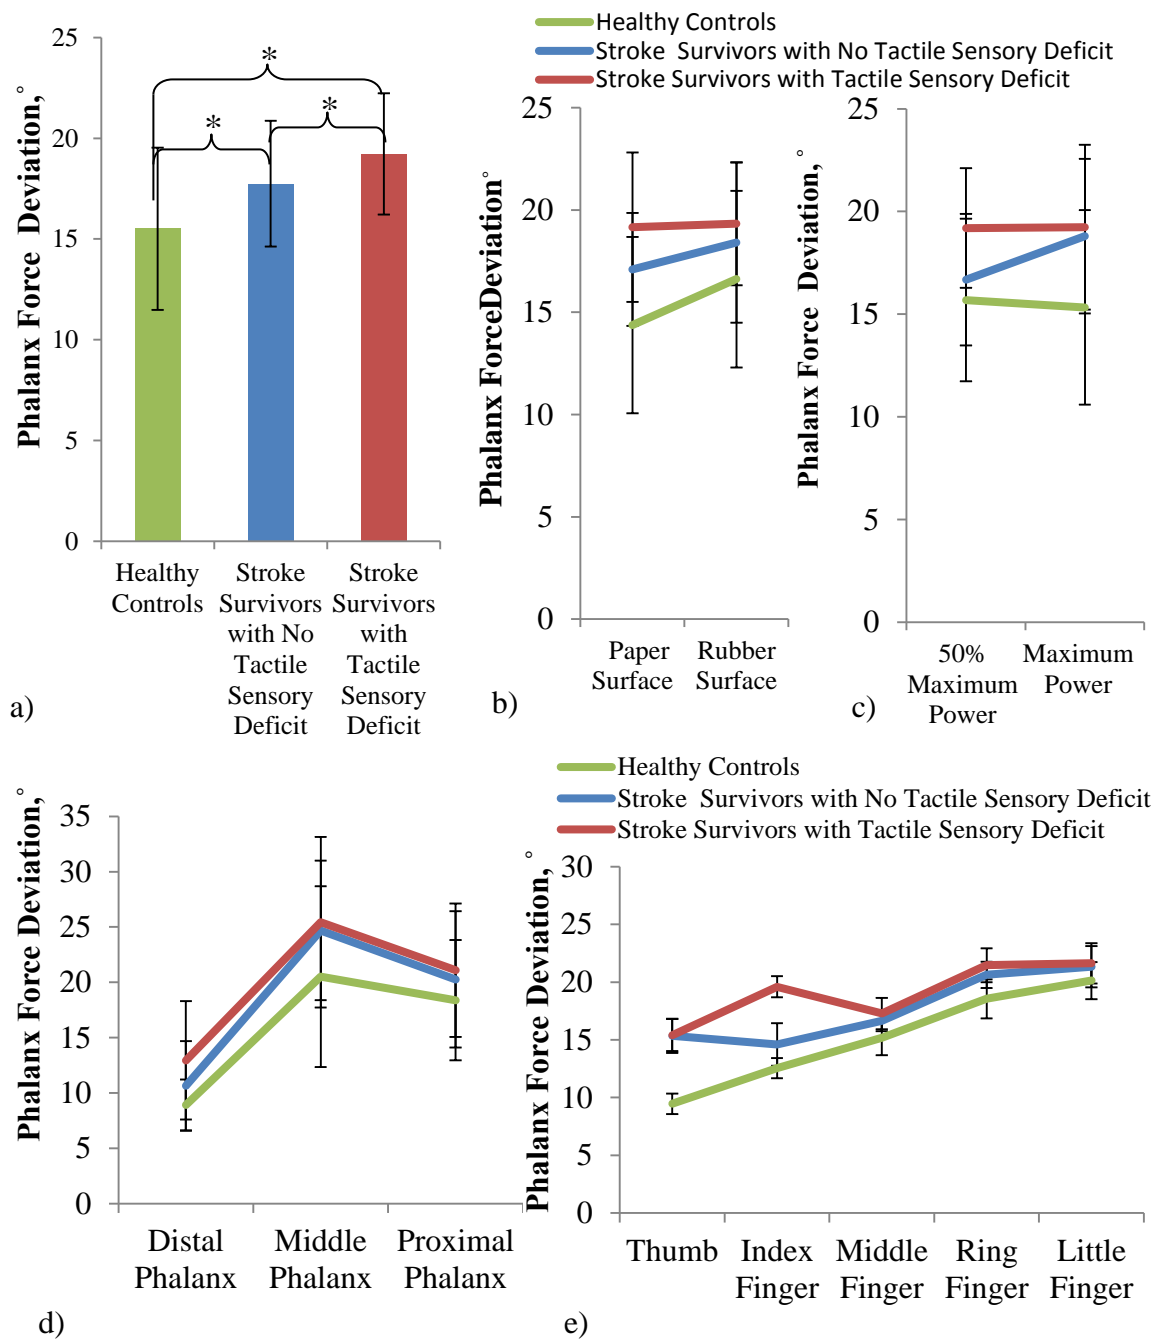 Healthy Controls
Stroke  Survivors with No Tactile Sensory Deficit
Stroke Survivors with Tactile Sensory Deficit
Phalanx Force  Deviation,°
25
20
15
10
5
0
*
*
*
Healthy
Controls
Stroke
Survivors
with No
Tactile
Sensory
Deficit
Stroke
Survivors
with
Tactile
Sensory
Deficit
a)
Phalanx ForceDeviation°
25
20
15
10
5
0
Paper
Surface
Rubber
Surface
b)
Phalanx Force  Deviation,°
25
20
15
10
5
0
50%
Maximum
Power
Maximum
Power
c)
Phalanx Force Deviation,°
35
30
25
20
15
10
5
0
Distal
Phalanx
Middle
Phalanx
Proximal
Phalanx
d)
Healthy Controls
Stroke  Survivors with No Tactile Sensory Deficit
Stroke Survivors with Tactile Sensory Deficit
Phalanx Force Deviation, °
30
25
20
15
10
5
0
Thumb
Index
Finger
Middle
Finger
Ring
Finger
Little
Finger
e)